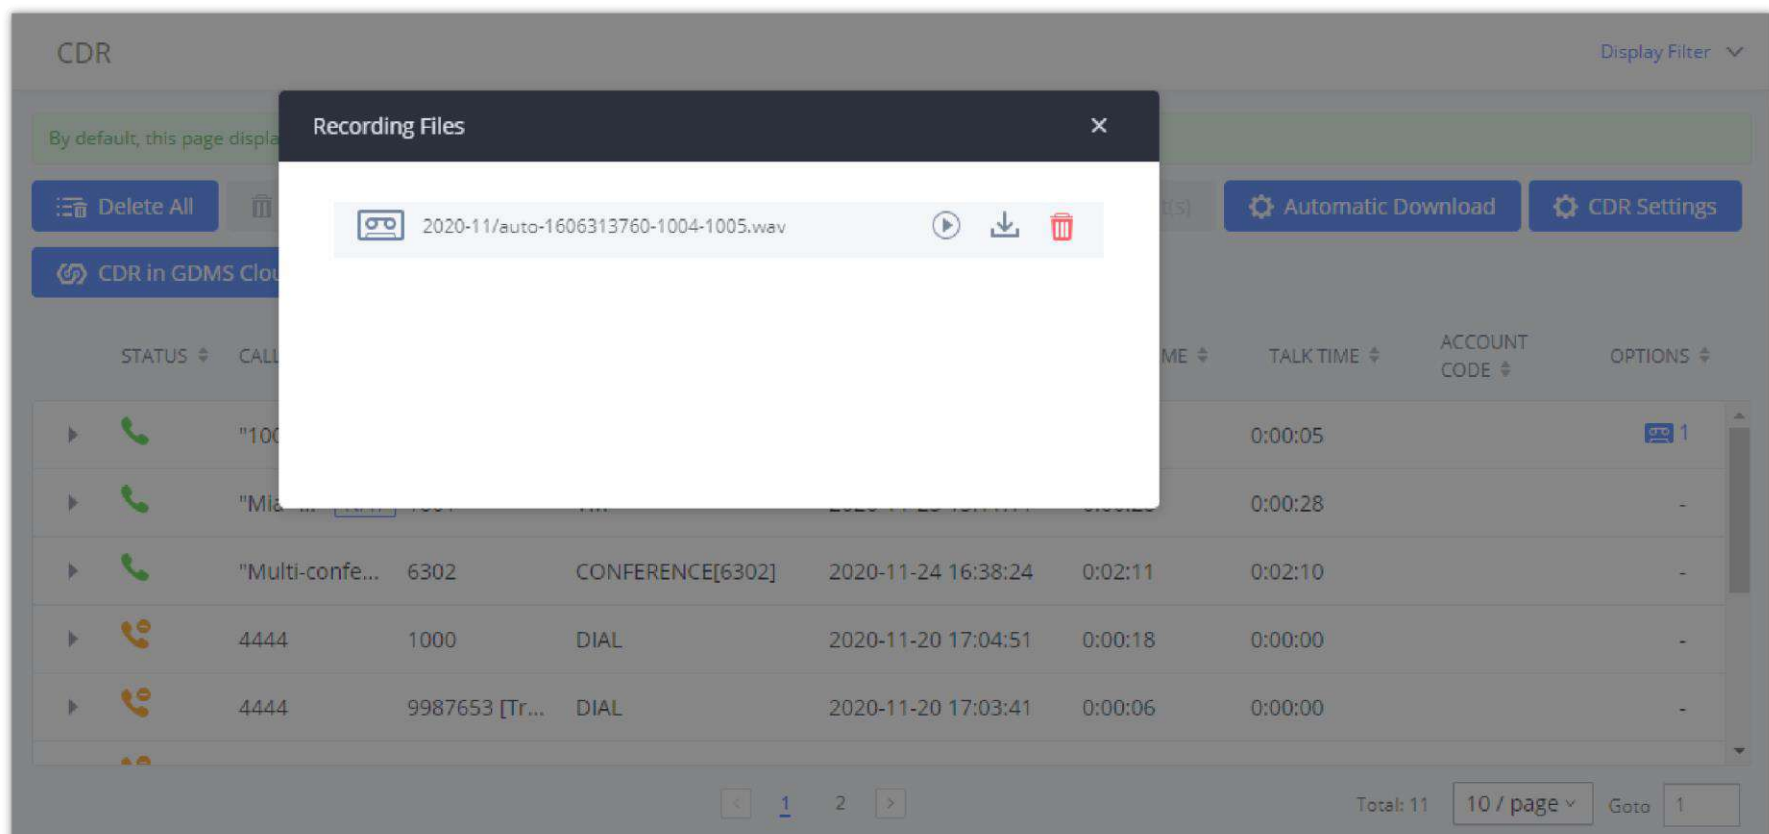 CDR
Display Filter
Recording Files
By default, this page displa
Delete All
2020-11/auto-1606313760-1004-1005.wav
t(s)
Automatic Download
CDR Settings
CDR in GDMS Clou
STATUS CALL ME TALK TIME ACCOUNT CODE OPTIONS
"100 0:00:05 1
"Mia 0:00:28 -
"Multi-confe... 6302 CONFERENCE[6302] 2020-11-24 16:38:24 0:02:11 0:02:10 -
4444 1000 DIAL 2020-11-20 17:04:51 0:00:18 0:00:00 -
4444 9987653 [Tr... DIAL 2020-11-20 17:03:41 0:00:06 0:00:00 -
< 1 2 > Total: 11 10 / page Goto 1